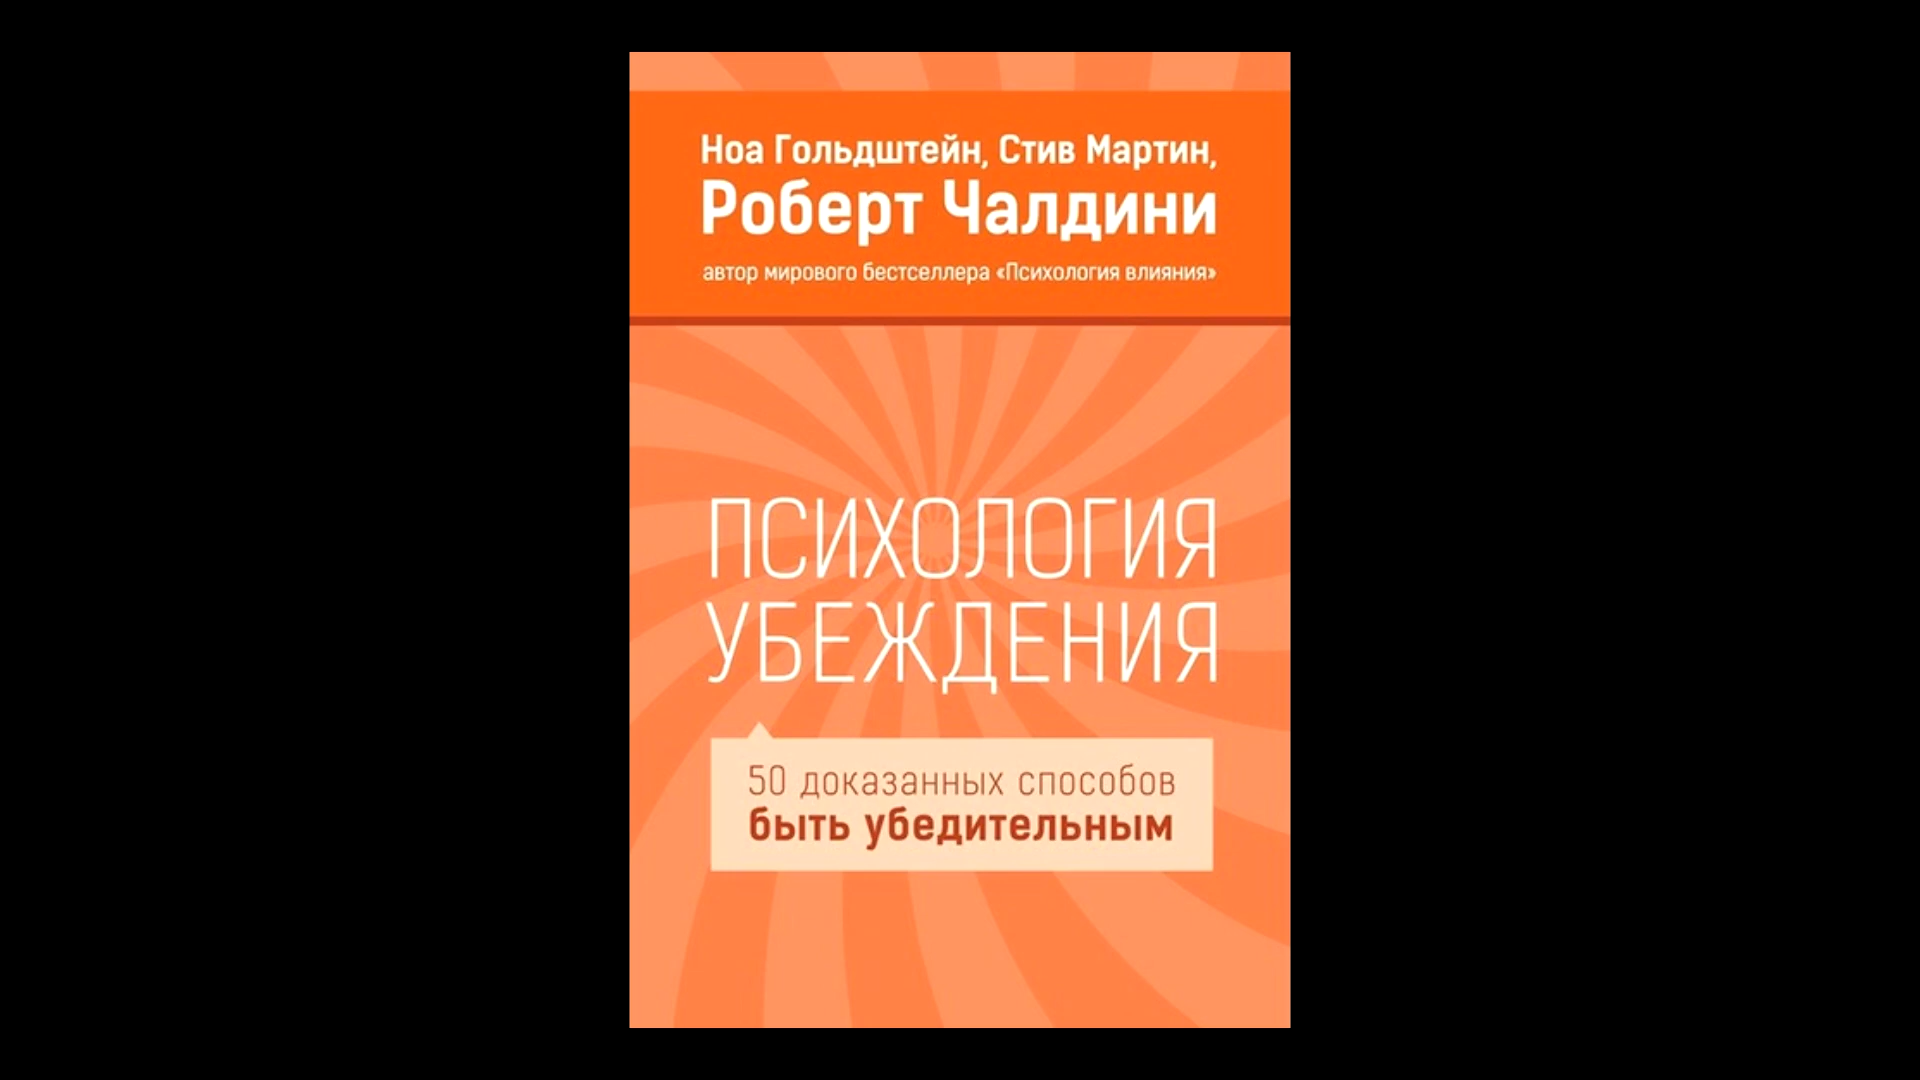 Ноа Гольдштейн, Стив Мартин,
Роберт Чалдини
автор мирового бестселлера «Психология влияния»
ПСИХОЛОГИЯ
УБЕЖДЕНИЯ
50 доказанных способов
быть убедительным